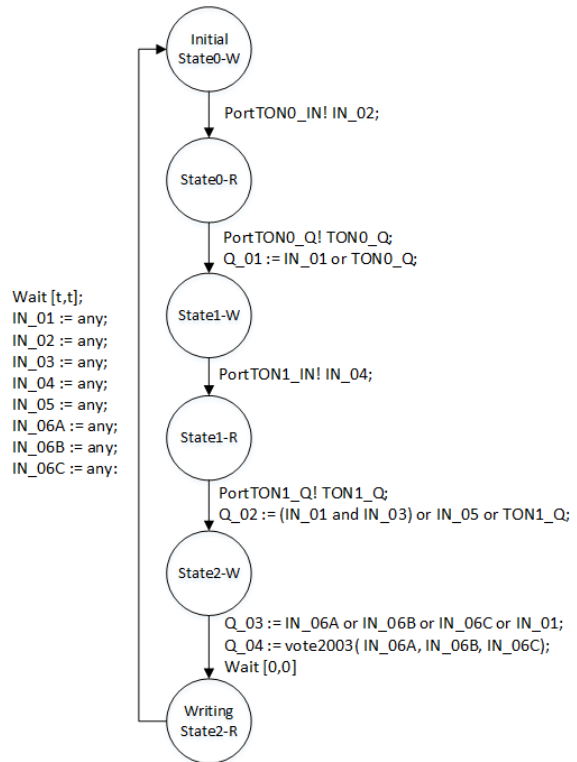 Initial
State0-W
PortTON0_IN! IN_02;
State0-R
PortTON0_Q! TON0_Q;
Q_01 := IN_01 or TON0_Q;
Wait [t,t];
IN_01 := any;
IN_02 := any;
IN_03 := any;
IN_04 := any;
IN_05 := any;
IN_06A := any;
IN_06B := any;
IN_06C := any:
State1-W
PortTON1_IN! IN_04;
State1-R
PortTON1_Q! TON1_Q;
Q_02 := (IN_01 and IN_03) or IN_05 or TON1_Q;
State2-W
Q_03 := IN_06A or IN_06B or IN_06C or IN_01;
Q_04 := vote2003( IN_06A, IN_06B, IN_06C);
Wait [0,0]
Writing
State2-R